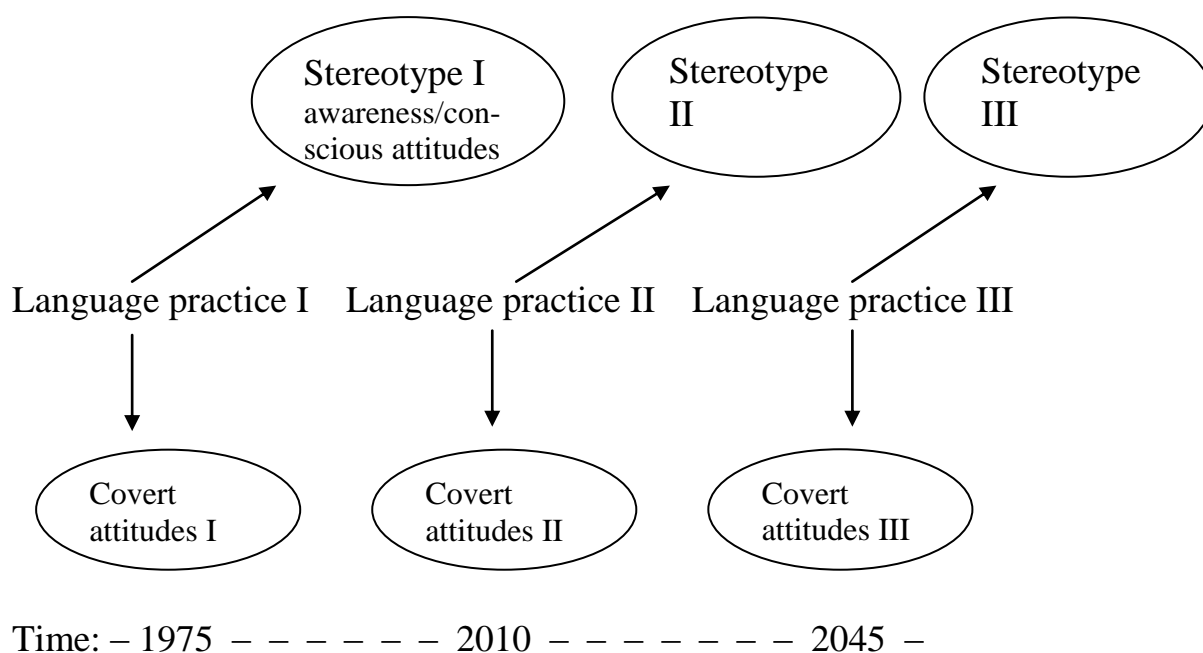 Stereotype I
awareness/con-
scious attitudes
Stereotype
II
Stereotype
III
Language practice I
Language practice II
Language practice III
Covert
attitudes I
Covert
attitudes II
Covert
attitudes III
Time: – 1975 – – – – – – 2010 – – – – – – – 2045 –